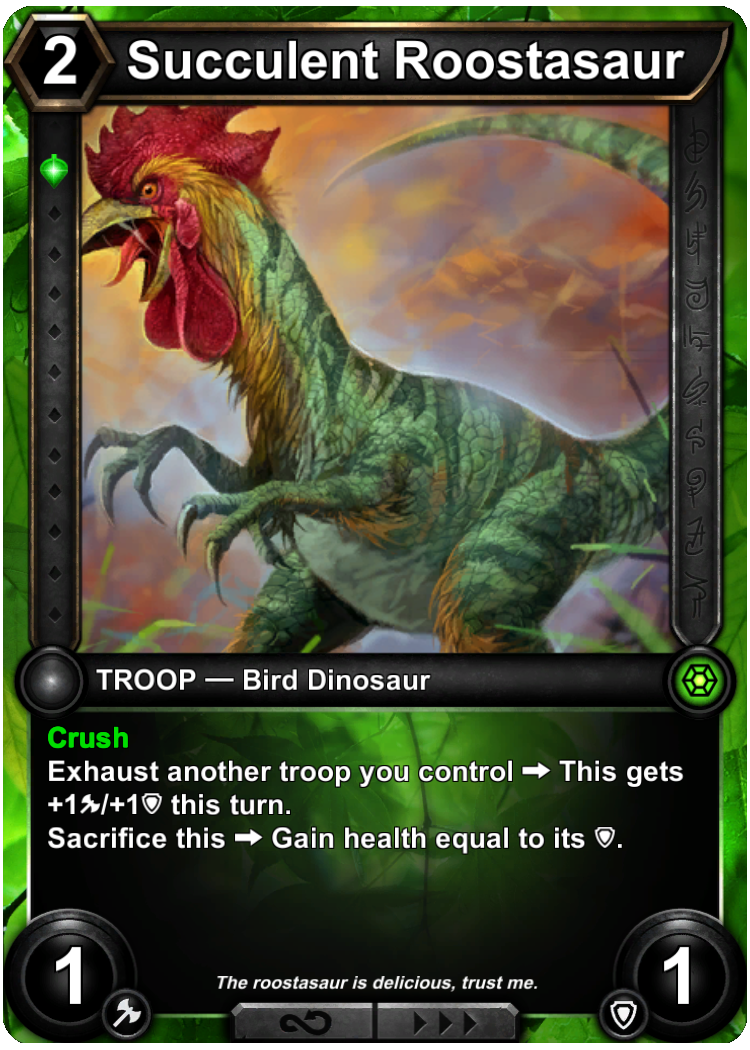 2 Succulent Roostasaur
TROOP — Bird Dinosaur
Crush
Exhaust another troop you control ➡ This gets
+1/+1 this turn.
Sacrifice this ➡ Gain health equal to its .
The roostasaur is delicious, trust me.
1 1